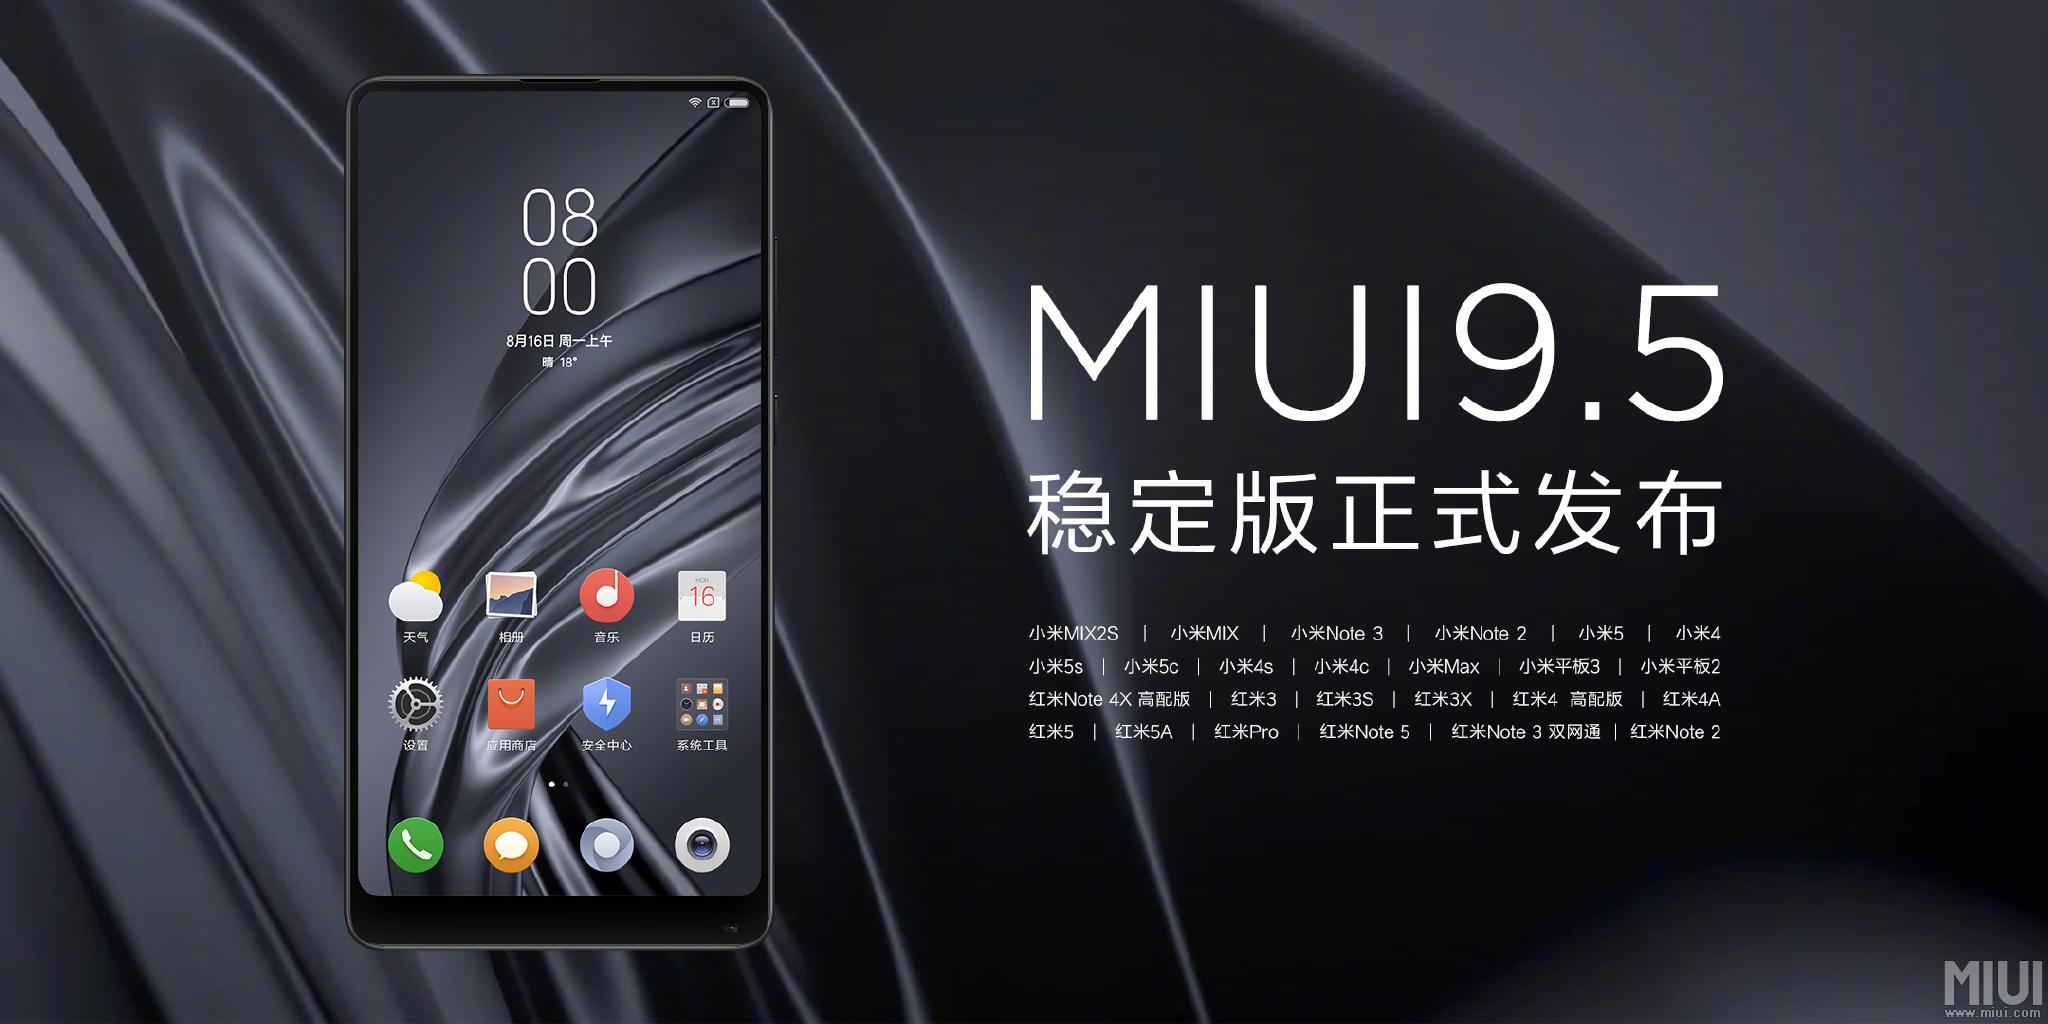 08
00
8月16日 周一上午
晴 18°
天气
相册
音乐
MON
16
日历
设置
应用商店
安全中心
系统工具
MIUI9.5
稳定版正式发布
小米MIX2S | 小米MIX | 小米Note 3 | 小米Note 2 | 小米5 | 小米4
小米5s | 小米5c | 小米4s | 小米4c | 小米Max | 小米平板3 | 小米平板2
红米Note 4X 高配版 | 红米3 | 红米3S | 红米3X | 红米4 高配版 | 红米4A
红米5 | 红米5A | 红米Pro | 红米Note 5 | 红米Note 3 双网通 | 红米Note 2
MIUI
www.miui.com